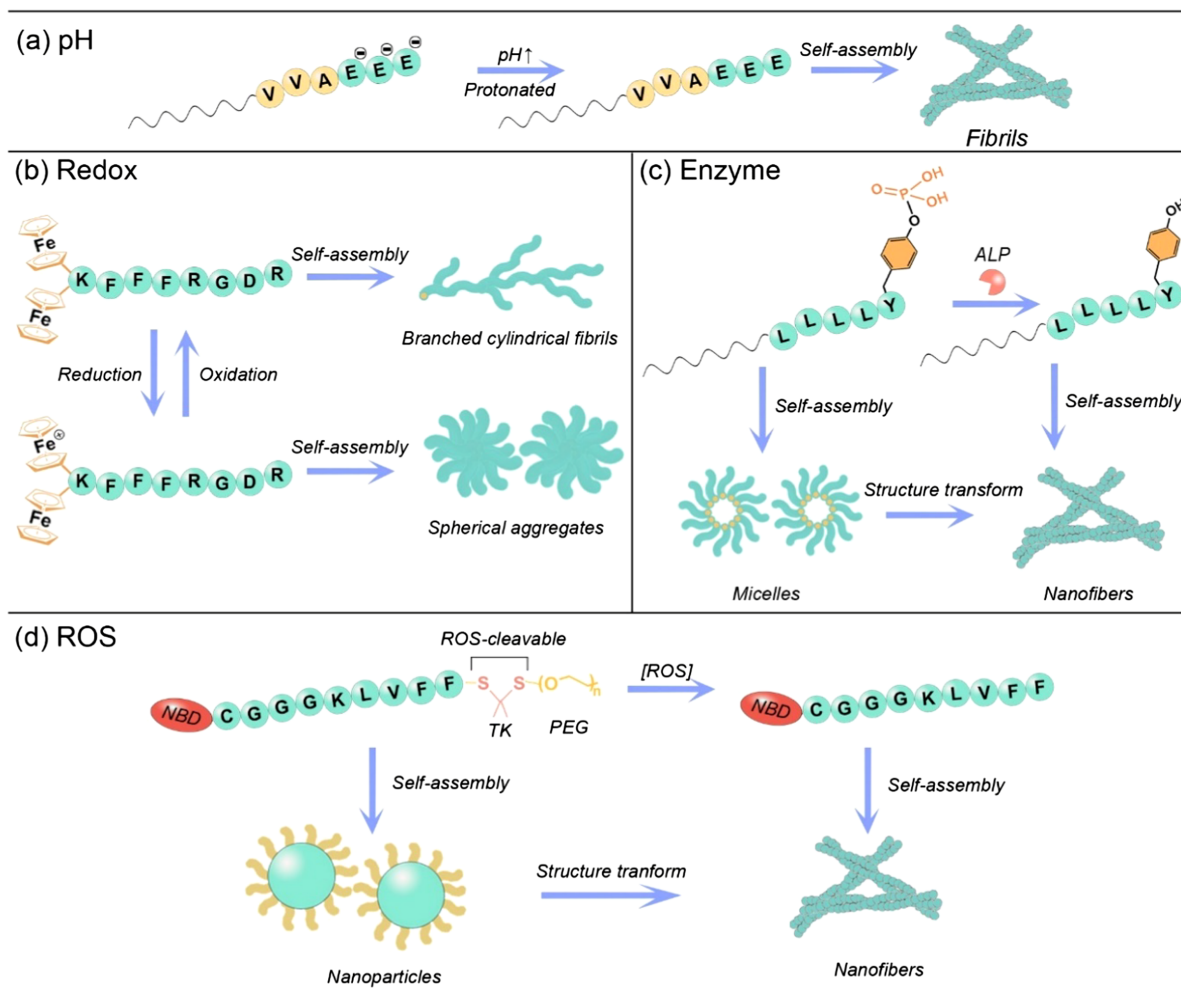 (a) pH
V V A E E E
pH↑
Protonated
V V A E E E
Self-assembly
Fibrils
(b) Redox
Fe
Fe
K F F F R G D R
Self-assembly
Branched cylindrical fibrils
Reduction
Oxidation
Fe⊕
Fe
K F F F R G D R
Self-assembly
Spherical aggregates
(c) Enzyme
O=P
OH
OH
O
L L L L Y
ALP
OH
L L L L Y
Self-assembly
Self-assembly
Structure transform
Micelles
Nanofibers
(d) ROS
ROS-cleavable
NBD C G G G K L V F F
S S (O )n
TK
PEG
[ROS]
NBD C G G G K L V F F
Self-assembly
Self-assembly
Structure tranform
Nanoparticles
Nanofibers